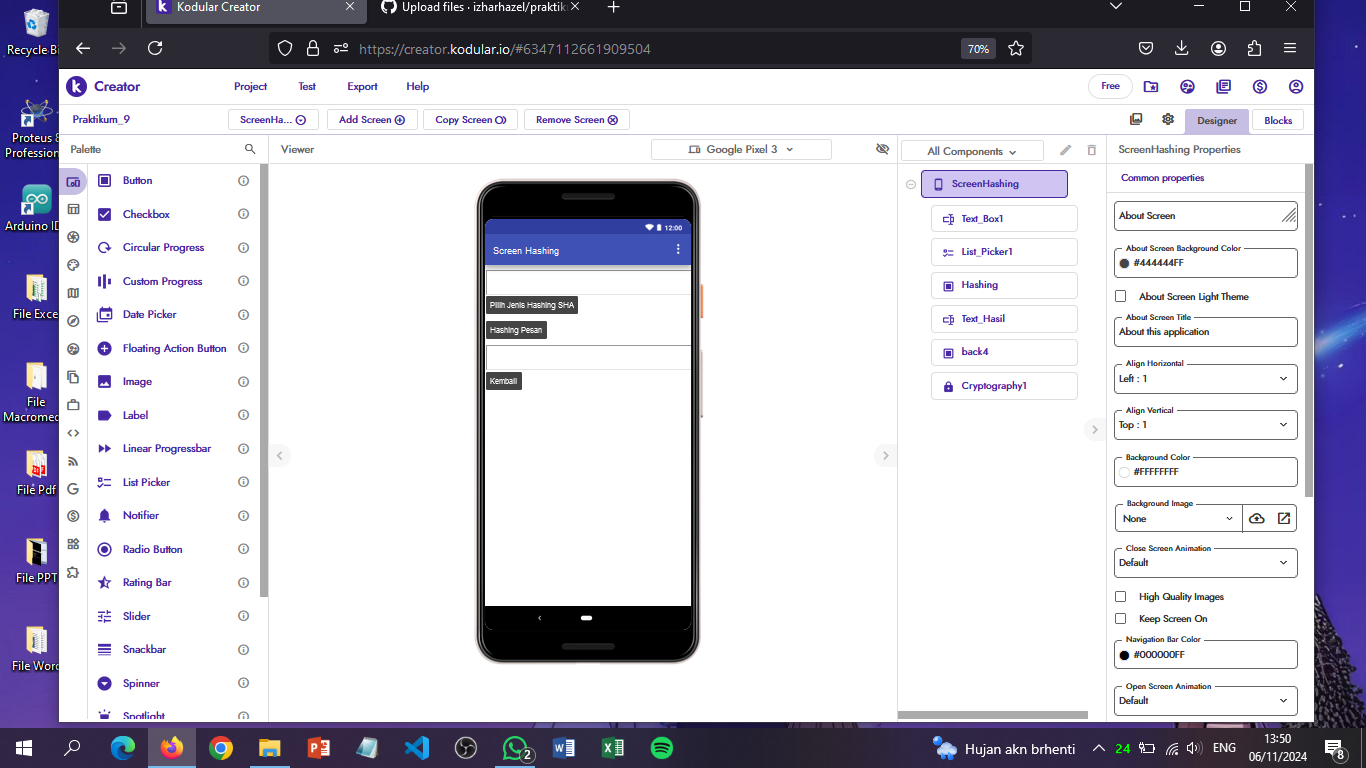 Recycle Bi
Proteus 8
Profession
Arduino ID
File Exce
File
Macromed
File Pdf
File PPT
File Word
Kodular Creator
Upload files · izharhazel/praktik
https://creator.kodular.io/#6347112661909504
70%
Creator
Project
Test
Export
Help
Free
Praktikum_9
ScreenHa...
Add Screen
Copy Screen
Remove Screen
Designer
Blocks
Palette
Button
Checkbox
Circular Progress
Custom Progress
Date Picker
Floating Action Button
Image
Label
Linear Progressbar
List Picker
Notifier
Radio Button
Rating Bar
Slider
Snackbar
Spinner
Spotlight
Viewer
Google Pixel 3
12:00
Screen Hashing
Pilih Jenis Hashing SHA
Hashing Pesan
Kembali
All Components
ScreenHashing
Text_Box1
List_Picker1
Hashing
Text_Hasil
back4
Cryptography1
ScreenHashing Properties
Common properties
About Screen
About Screen Background Color
#444444FF
About Screen Light Theme
About Screen Title
About this application
Align Horizontal
Left : 1
Align Vertical
Top : 1
Background Color
#FFFFFFFF
Background Image
None
Close Screen Animation
Default
High Quality Images
Keep Screen On
Navigation Bar Color
#000000FF
Open Screen Animation
Default
2
Hujan akn brhenti
24
ENG
13:50
06/11/2024
8